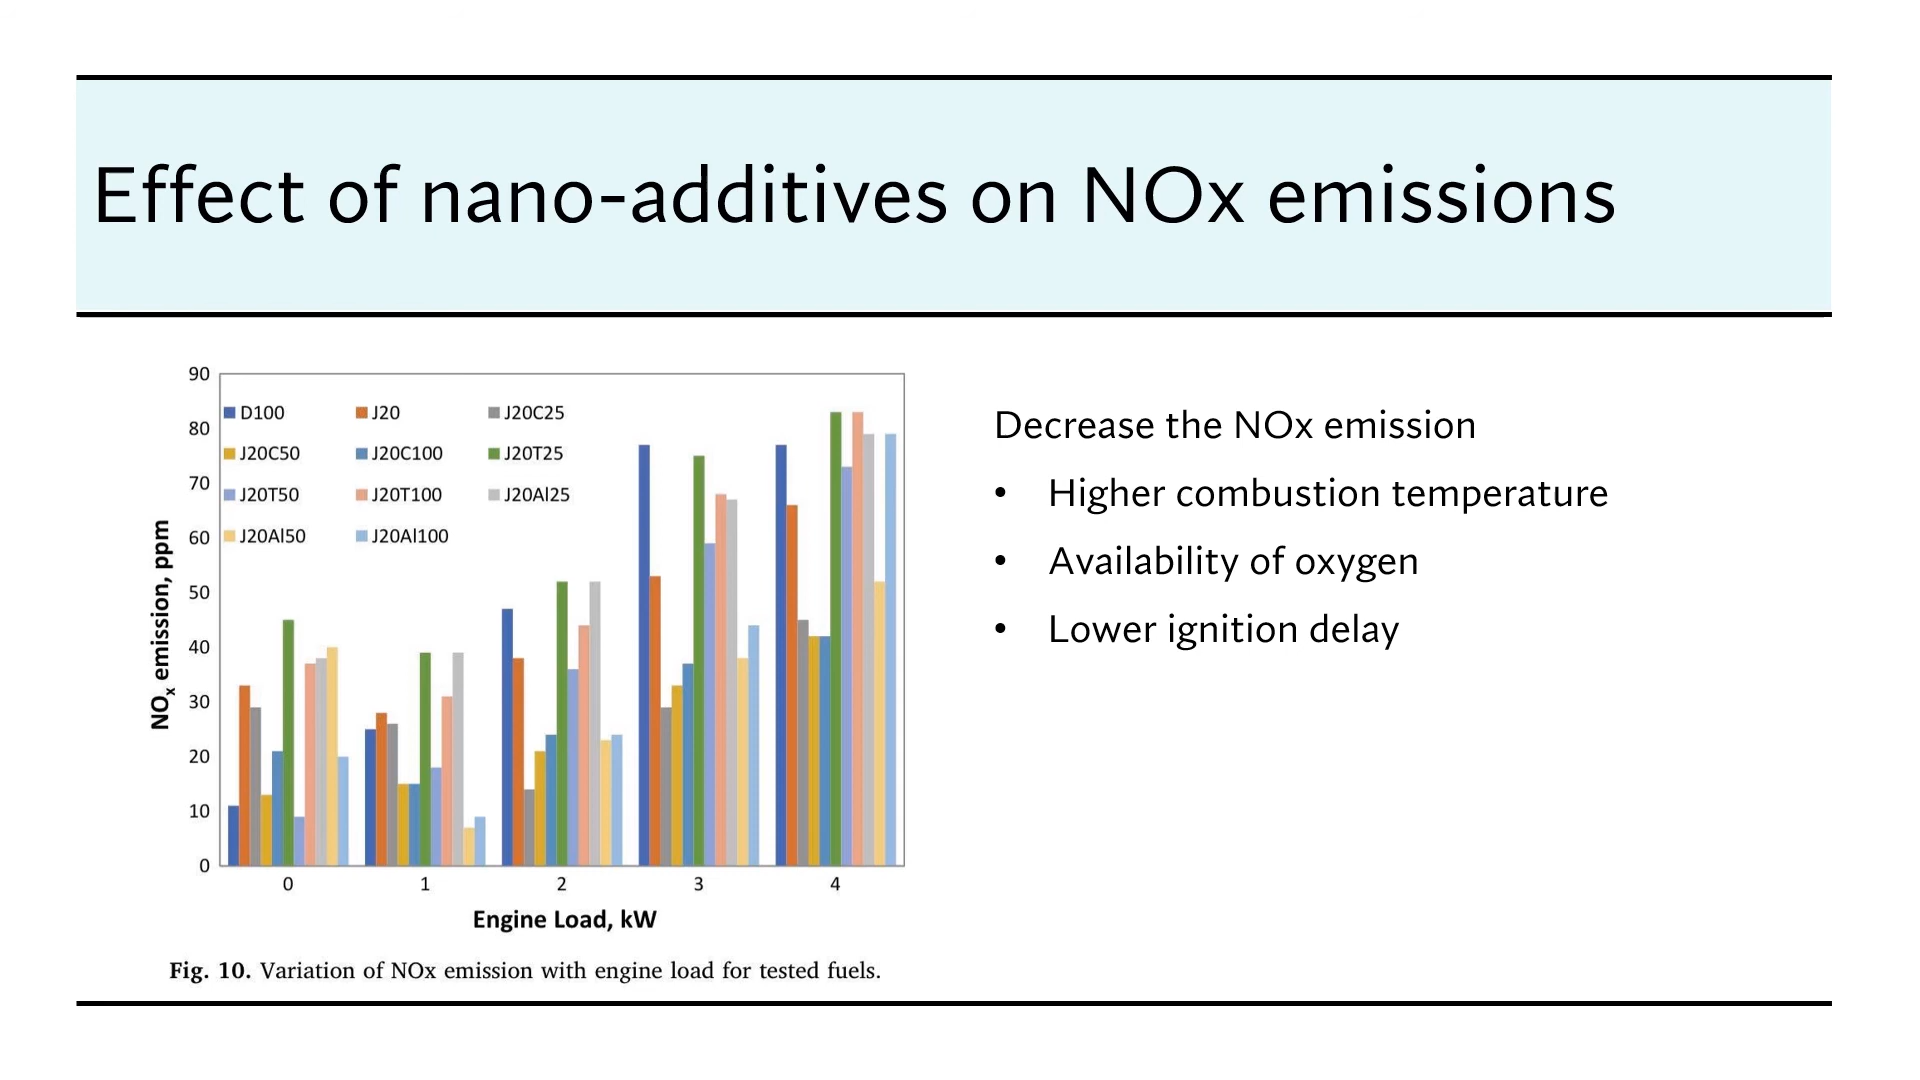 Effect of nano-additives on NOx emissions
90
80
70
60
50
40
30
20
10
0
NOx emission, ppm
D100 J20 J20C25
J20C50 J20C100 J20T25
J20T50 J20T100 J20Al25
J20Al50 J20Al100
0 1 2 3 4
Engine Load, kW
Fig. 10. Variation of NOx emission with engine load for tested fuels.
Decrease the NOx emission
• Higher combustion temperature
• Availability of oxygen
• Lower ignition delay